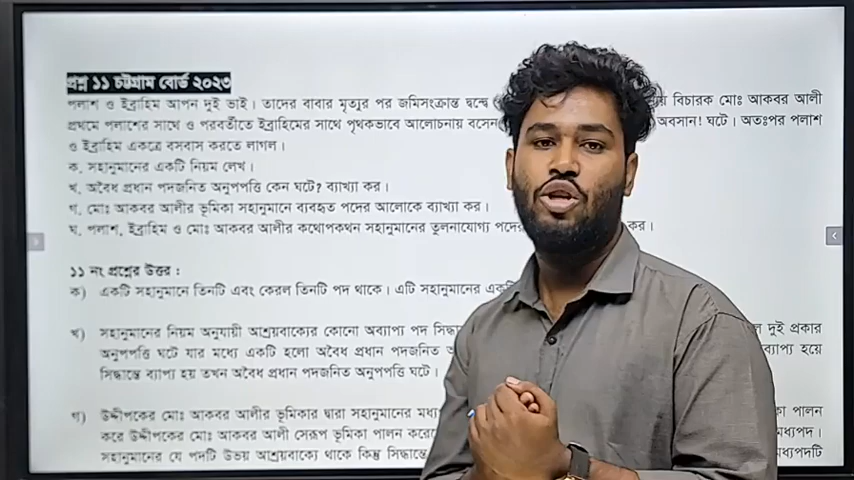 প্রশ্ন ১১ চট্টগ্রাম বোর্ড ২০২৩
পলাশ ও ইব্রাহিম আপন দুই ভাই। তাদের বাবার মৃত্যুর পর জমিসংক্রান্ত দ্বন্দ্বে বিচারক মোঃ আকবর আলী
প্রথমে পলাশের সাথে ও পরবর্তীতে ইব্রাহিমের সাথে পৃথকভাবে আলোচনায় বসেন অবসান! ঘটে। অতঃপর পলাশ
ও ইব্রাহিম একত্রে বসবাস করতে লাগল।
ক. সহানুমানের একটি নিয়ম লেখ।
খ. অবৈধ প্রধান পদজনিত অনুপপত্তি কেন ঘটে? ব্যাখ্যা কর।
গ. মোঃ আকবর আলীর ভূমিকা সহানুমানে ব্যবহৃত পদের আলোকে ব্যাখ্যা কর।
ঘ. পলাশ, ইব্রাহিম ও মোঃ আকবর আলীর কথোপকথন সহানুমানের তুলনাযোগ্য পদের কর।
১১ নং প্রশ্নের উত্তর :
ক) একটি সহানুমানে তিনটি এবং কেবল তিনটি পদ থাকে। এটি সহানুমানের
খ) সহানুমানের নিয়ম অনুযায়ী আশ্রয়বাক্যের কোনো অব্যাপ্য পদ দুই প্রকার
অনুপপত্তি ঘটে যার মধ্যে একটি হলো অবৈধ প্রধান পদজনিত ব্যাপ্য হয়ে
সিদ্ধান্তে ব্যাপ্য হয় তখন অবৈধ প্রধান পদজনিত অনুপপত্তি ঘটে।
গ) উদ্দীপকের মোঃ আকবর আলীর ভূমিকার দ্বারা সহানুমানের পালন
করে উদ্দীপকের মোঃ আকবর আলী সেরূপ ভূমিকা পালন করে মধ্যপদ।
সহানুমানের যে পদটি উভয় আশ্রয়বাক্যে থাকে কিন্তু মধ্যপদটি